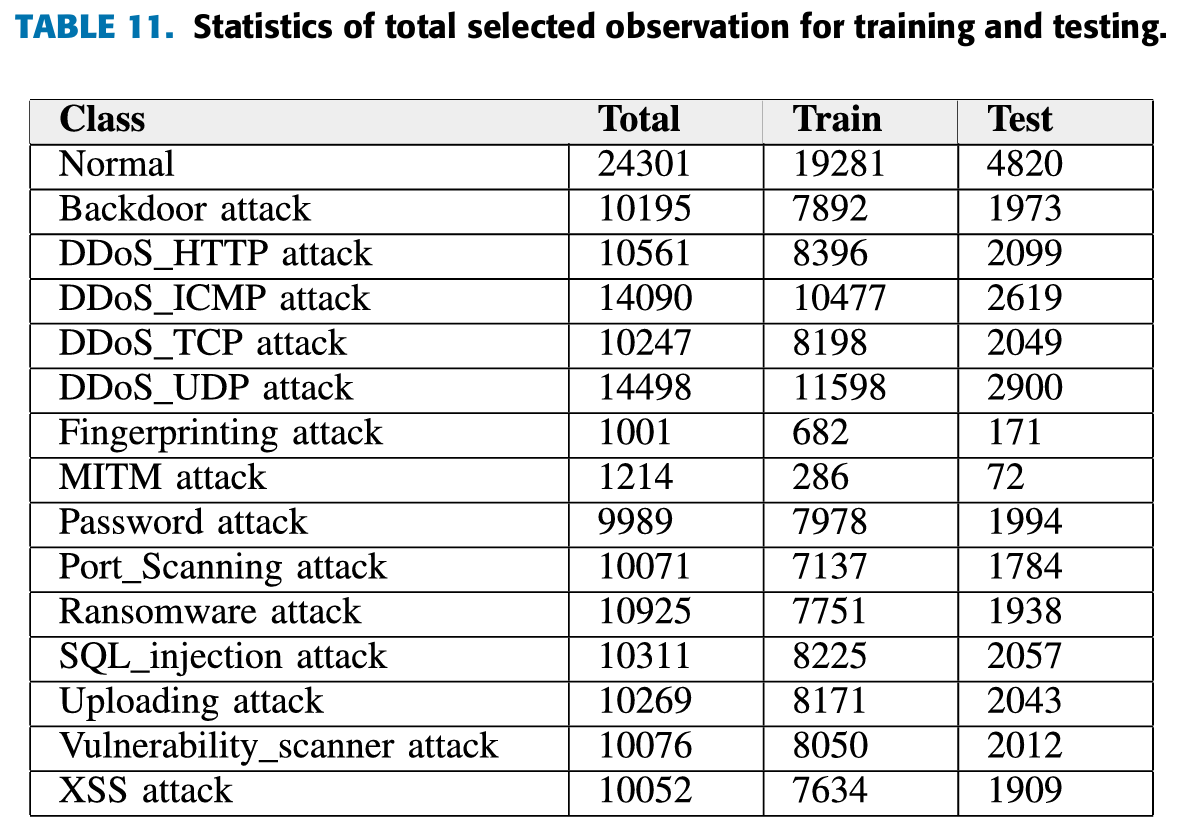 TABLE 11. Statistics of total selected observation for training and testing.
Class Total Train Test
Normal 24301 19281 4820
Backdoor attack 10195 7892 1973
DDoS_HTTP attack 10561 8396 2099
DDoS_ICMP attack 14090 10477 2619
DDoS_TCP attack 10247 8198 2049
DDoS_UDP attack 14498 11598 2900
Fingerprinting attack 1001 682 171
MITM attack 1214 286 72
Password attack 9989 7978 1994
Port_Scanning attack 10071 7137 1784
Ransomware attack 10925 7751 1938
SQL_injection attack 10311 8225 2057
Uploading attack 10269 8171 2043
Vulnerability_scanner attack 10076 8050 2012
XSS attack 10052 7634 1909